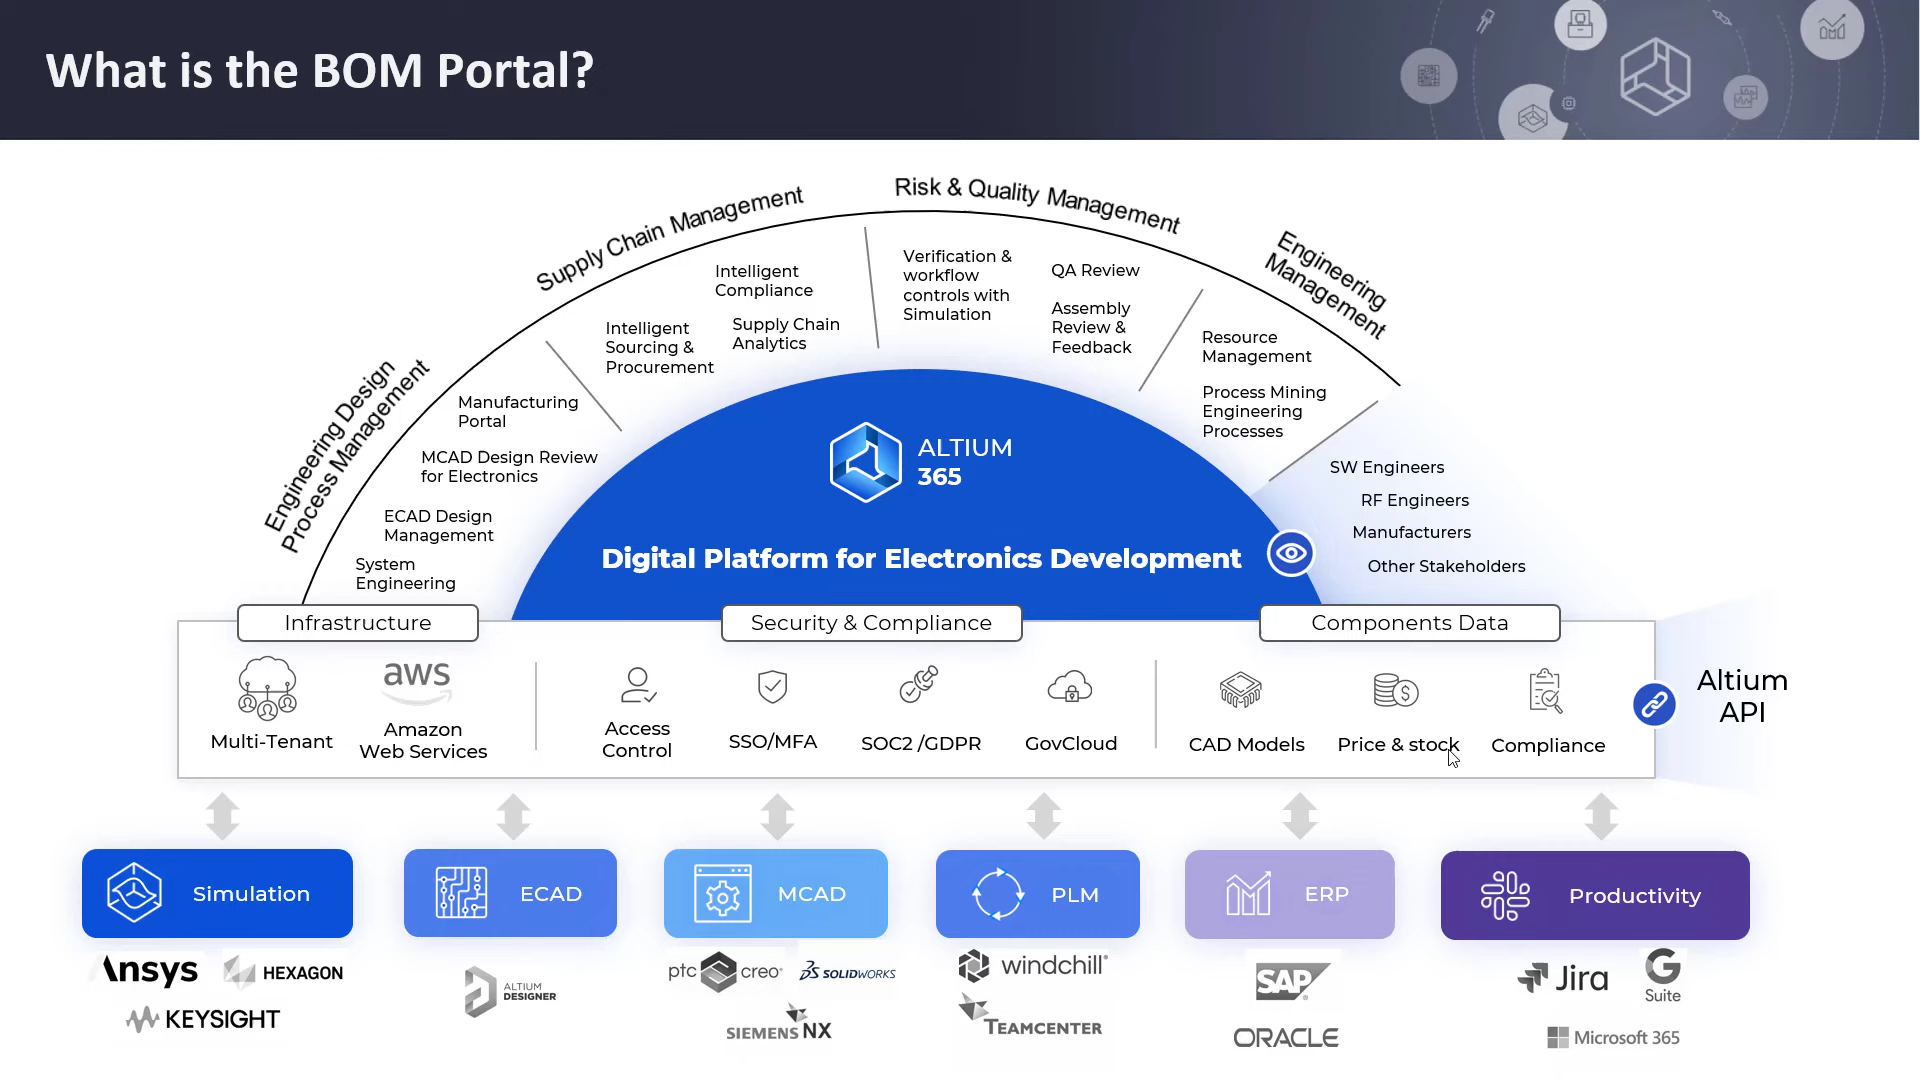 What is the BOM Portal?
Engineering Design
Process Management
Supply Chain Management
Risk & Quality Management
Engineering
Management
System
Engineering
ECAD Design
Management
MCAD Design Review
for Electronics
Manufacturing
Portal
Intelligent
Sourcing &
Procurement
Intelligent
Compliance
Supply Chain
Analytics
Verification &
workflow
controls with
Simulation
QA Review
Assembly
Review &
Feedback
Resource
Management
Process Mining
Engineering
Processes
SW Engineers
RF Engineers
Manufacturers
Other Stakeholders
ALTIUM
365
Digital Platform for Electronics Development
Infrastructure
Security & Compliance
Components Data
aws
Multi-Tenant
Amazon
Web Services
Access
Control
SSO/MFA
SOC2 /GDPR
GovCloud
CAD Models
Price & stock
Compliance
Altium
API
Simulation
ECAD
MCAD
PLM
ERP
Productivity
Ansys
HEXAGON
KEYSIGHT
ALTIUM
DESIGNER
ptc creo®
SOLIDWORKS
SIEMENS NX
windchill®
TEAMCENTER
SAP®
ORACLE
Jira
G
Suite
Microsoft 365